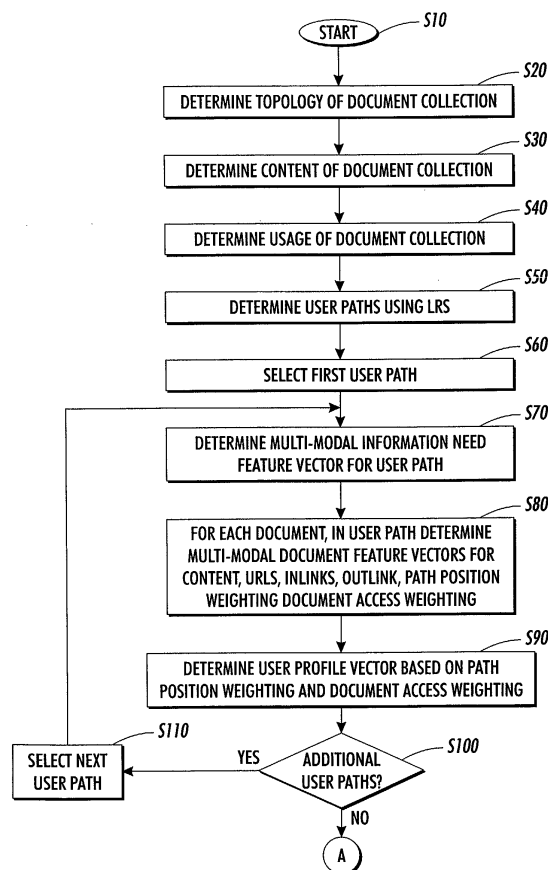 START
S10
S20
DETERMINE TOPOLOGY OF DOCUMENT COLLECTION
S30
DETERMINE CONTENT OF DOCUMENT COLLECTION
S40
DETERMINE USAGE OF DOCUMENT COLLECTION
S50
DETERMINE USER PATHS USING LRS
S60
SELECT FIRST USER PATH
S70
DETERMINE MULTI-MODAL INFORMATION NEED
FEATURE VECTOR FOR USER PATH
S80
FOR EACH DOCUMENT, IN USER PATH DETERMINE
MULTI-MODAL DOCUMENT FEATURE VECTORS FOR
CONTENT, URLS, INLINKS, OUTLINK, PATH POSITION
WEIGHTING DOCUMENT ACCESS WEIGHTING
S90
DETERMINE USER PROFILE VECTOR BASED ON PATH
POSITION WEIGHTING AND DOCUMENT ACCESS WEIGHTING
S110
SELECT NEXT
USER PATH
YES
S100
ADDITIONAL
USER PATHS?
NO
A